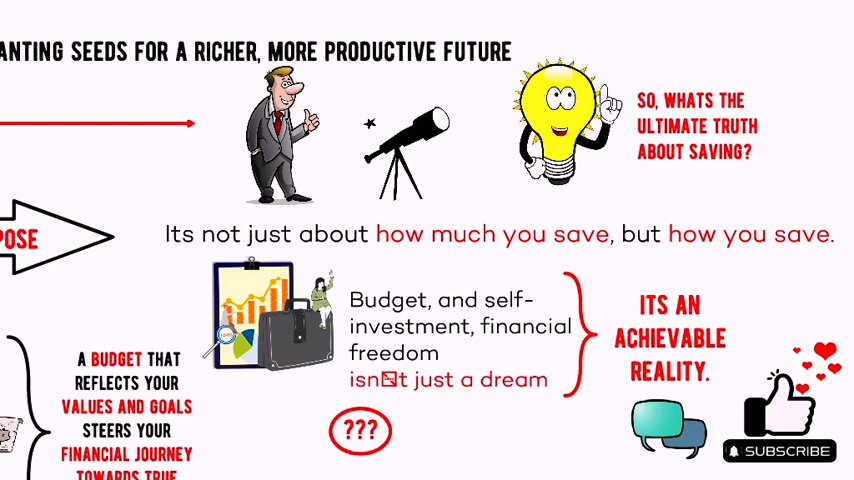 ANTING SEEDS FOR A RICHER, MORE PRODUCTIVE FUTURE
SO, WHATS THE
ULTIMATE TRUTH
ABOUT SAVING?
POSE
Its not just about how much you save, but how you save.
Budget, and self-
investment, financial
freedom
isn☒t just a dream
ITS AN
ACHIEVABLE
REALITY.
A BUDGET THAT
REFLECTS YOUR
VALUES AND GOALS
STEERS YOUR
FINANCIAL JOURNEY
TOWARDS TRUE
???
SUBSCRIBE